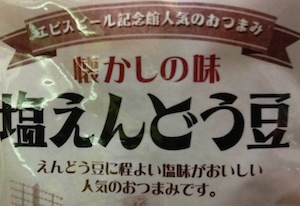 ヱビスビール記念館人気のおつまみ
懐かしの味
塩えんどう豆
えんどう豆に程よい塩味がおいしい
人気のおつまみです。